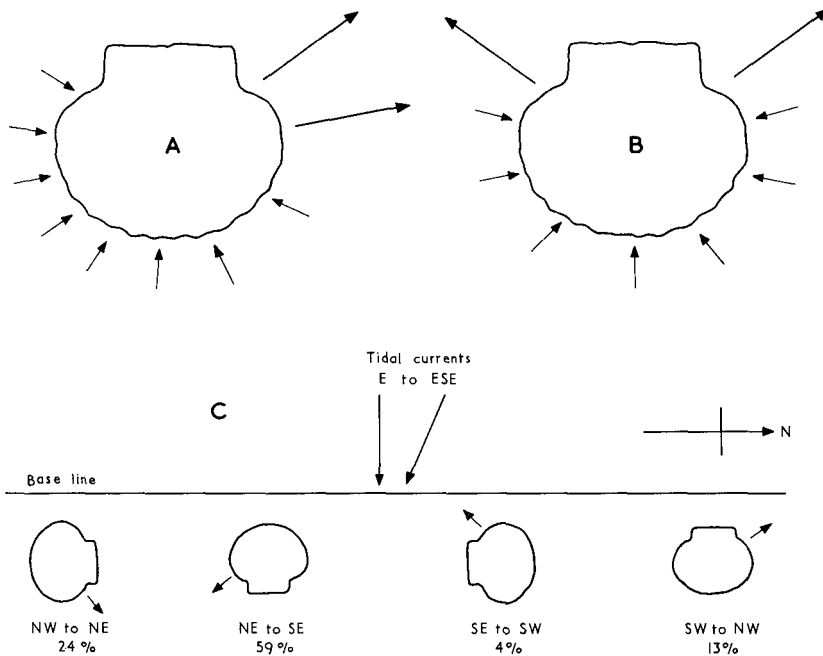 A
B
Tidal currents
E to ESE
C
N
Base line
NW to NE
24%
NE to SE
59%
SE to SW
4%
SW to NW
13%